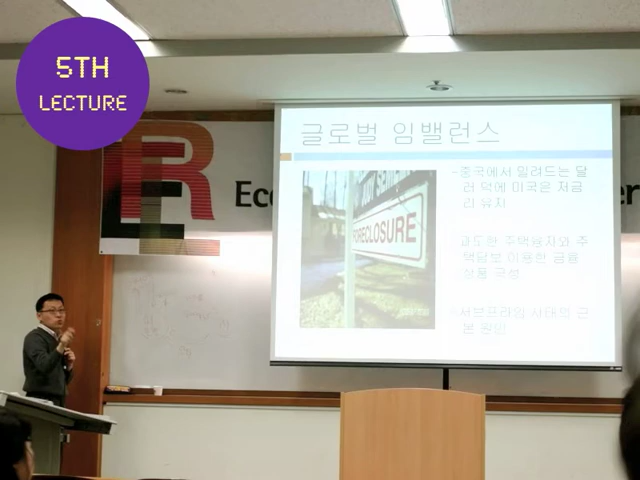 5TH
LECTURE
글로벌 임밸런스
-중국에서 밀려드는 달
러 덕에 미국은 저금
리 유지
FORECLOSURE
과도한 주택융자와 주
택담보 이용한 금융
상품 극성
서브프라임 사태의 근
본 원인